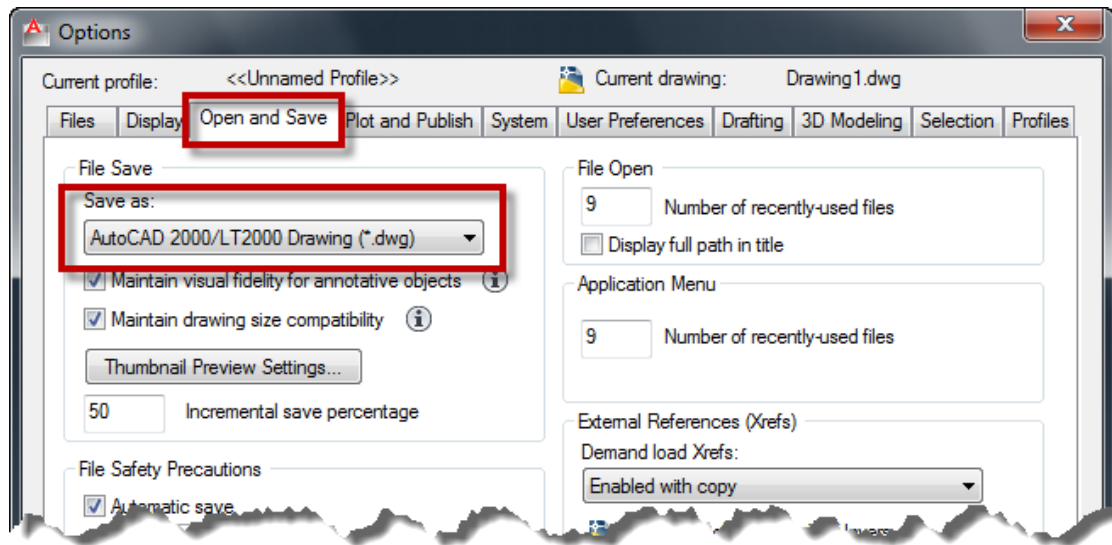 Options
Current profile: <<Unnamed Profile>> Current drawing: Drawing1.dwg
Files Display Open and Save Plot and Publish System User Preferences Drafting 3D Modeling Selection Profiles
File Save
Save as:
AutoCAD 2000/LT2000 Drawing (*.dwg)
Maintain visual fidelity for annotative objects
Maintain drawing size compatibility
Thumbnail Preview Settings...
50 Incremental save percentage
File Safety Precautions
Automatic save
File Open
9 Number of recently-used files
Display full path in title
Application Menu
9 Number of recently-used files
External References (Xrefs)
Demand load Xrefs:
Enabled with copy